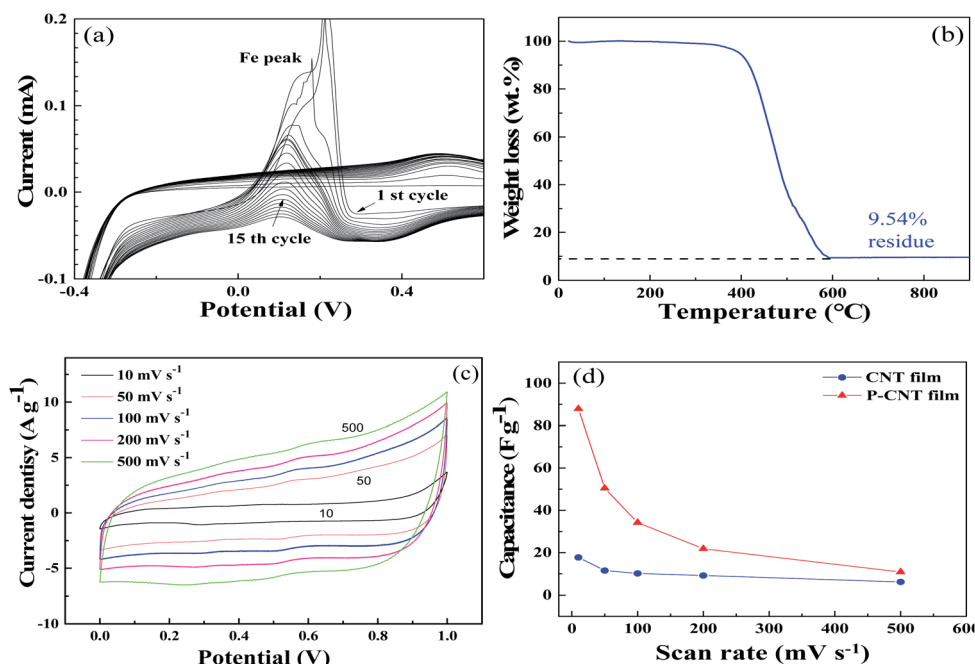 (a)
0.2
0.1
0.0
-0.1
Current (mA)
Fe peak
1 st cycle
15 th cycle
-0.4
0.0
0.4
Potential (V)
(b)
100
80
60
40
20
10
0
Weight loss (wt.%)
9.54%
residue
0
200
400
600
800
Temperature (°C)
(c)
10 mV s-1
50 mV s-1
100 mV s-1
200 mV s-1
500 mV s-1
500
50
10
10
5
0
-5
-10
Current dentisy (A g-1)
0.0
0.2
0.4
0.6
0.8
1.0
Potential (V)
(d)
CNT film
P-CNT film
100
80
60
40
20
0
Capacitance (F g-1)
0
100
200
300
400
500
600
Scan rate (mV s-1)